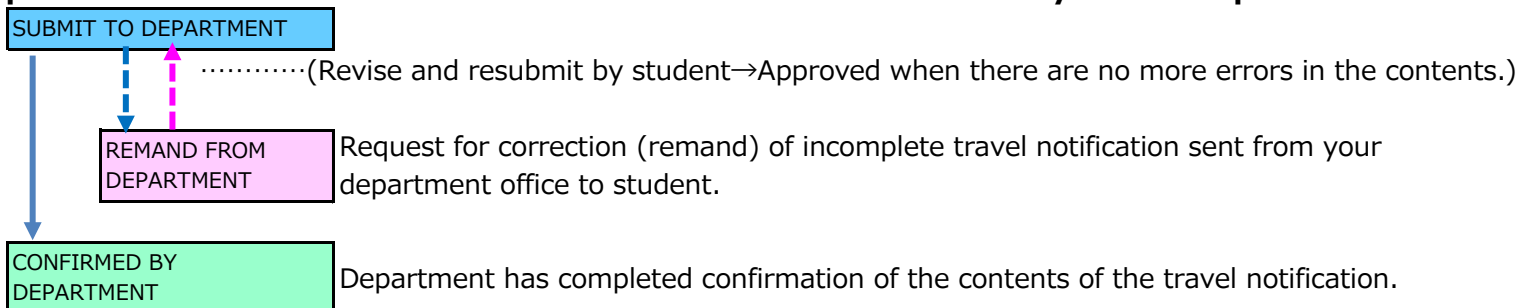 SUBMIT TO DEPARTMENT
…………(Revise and resubmit by student→Approved when there are no more errors in the contents.)
REMAND FROM
DEPARTMENT
Request for correction (remand) of incomplete travel notification sent from your
department office to student.
CONFIRMED BY
DEPARTMENT
Department has completed confirmation of the contents of the travel notification.